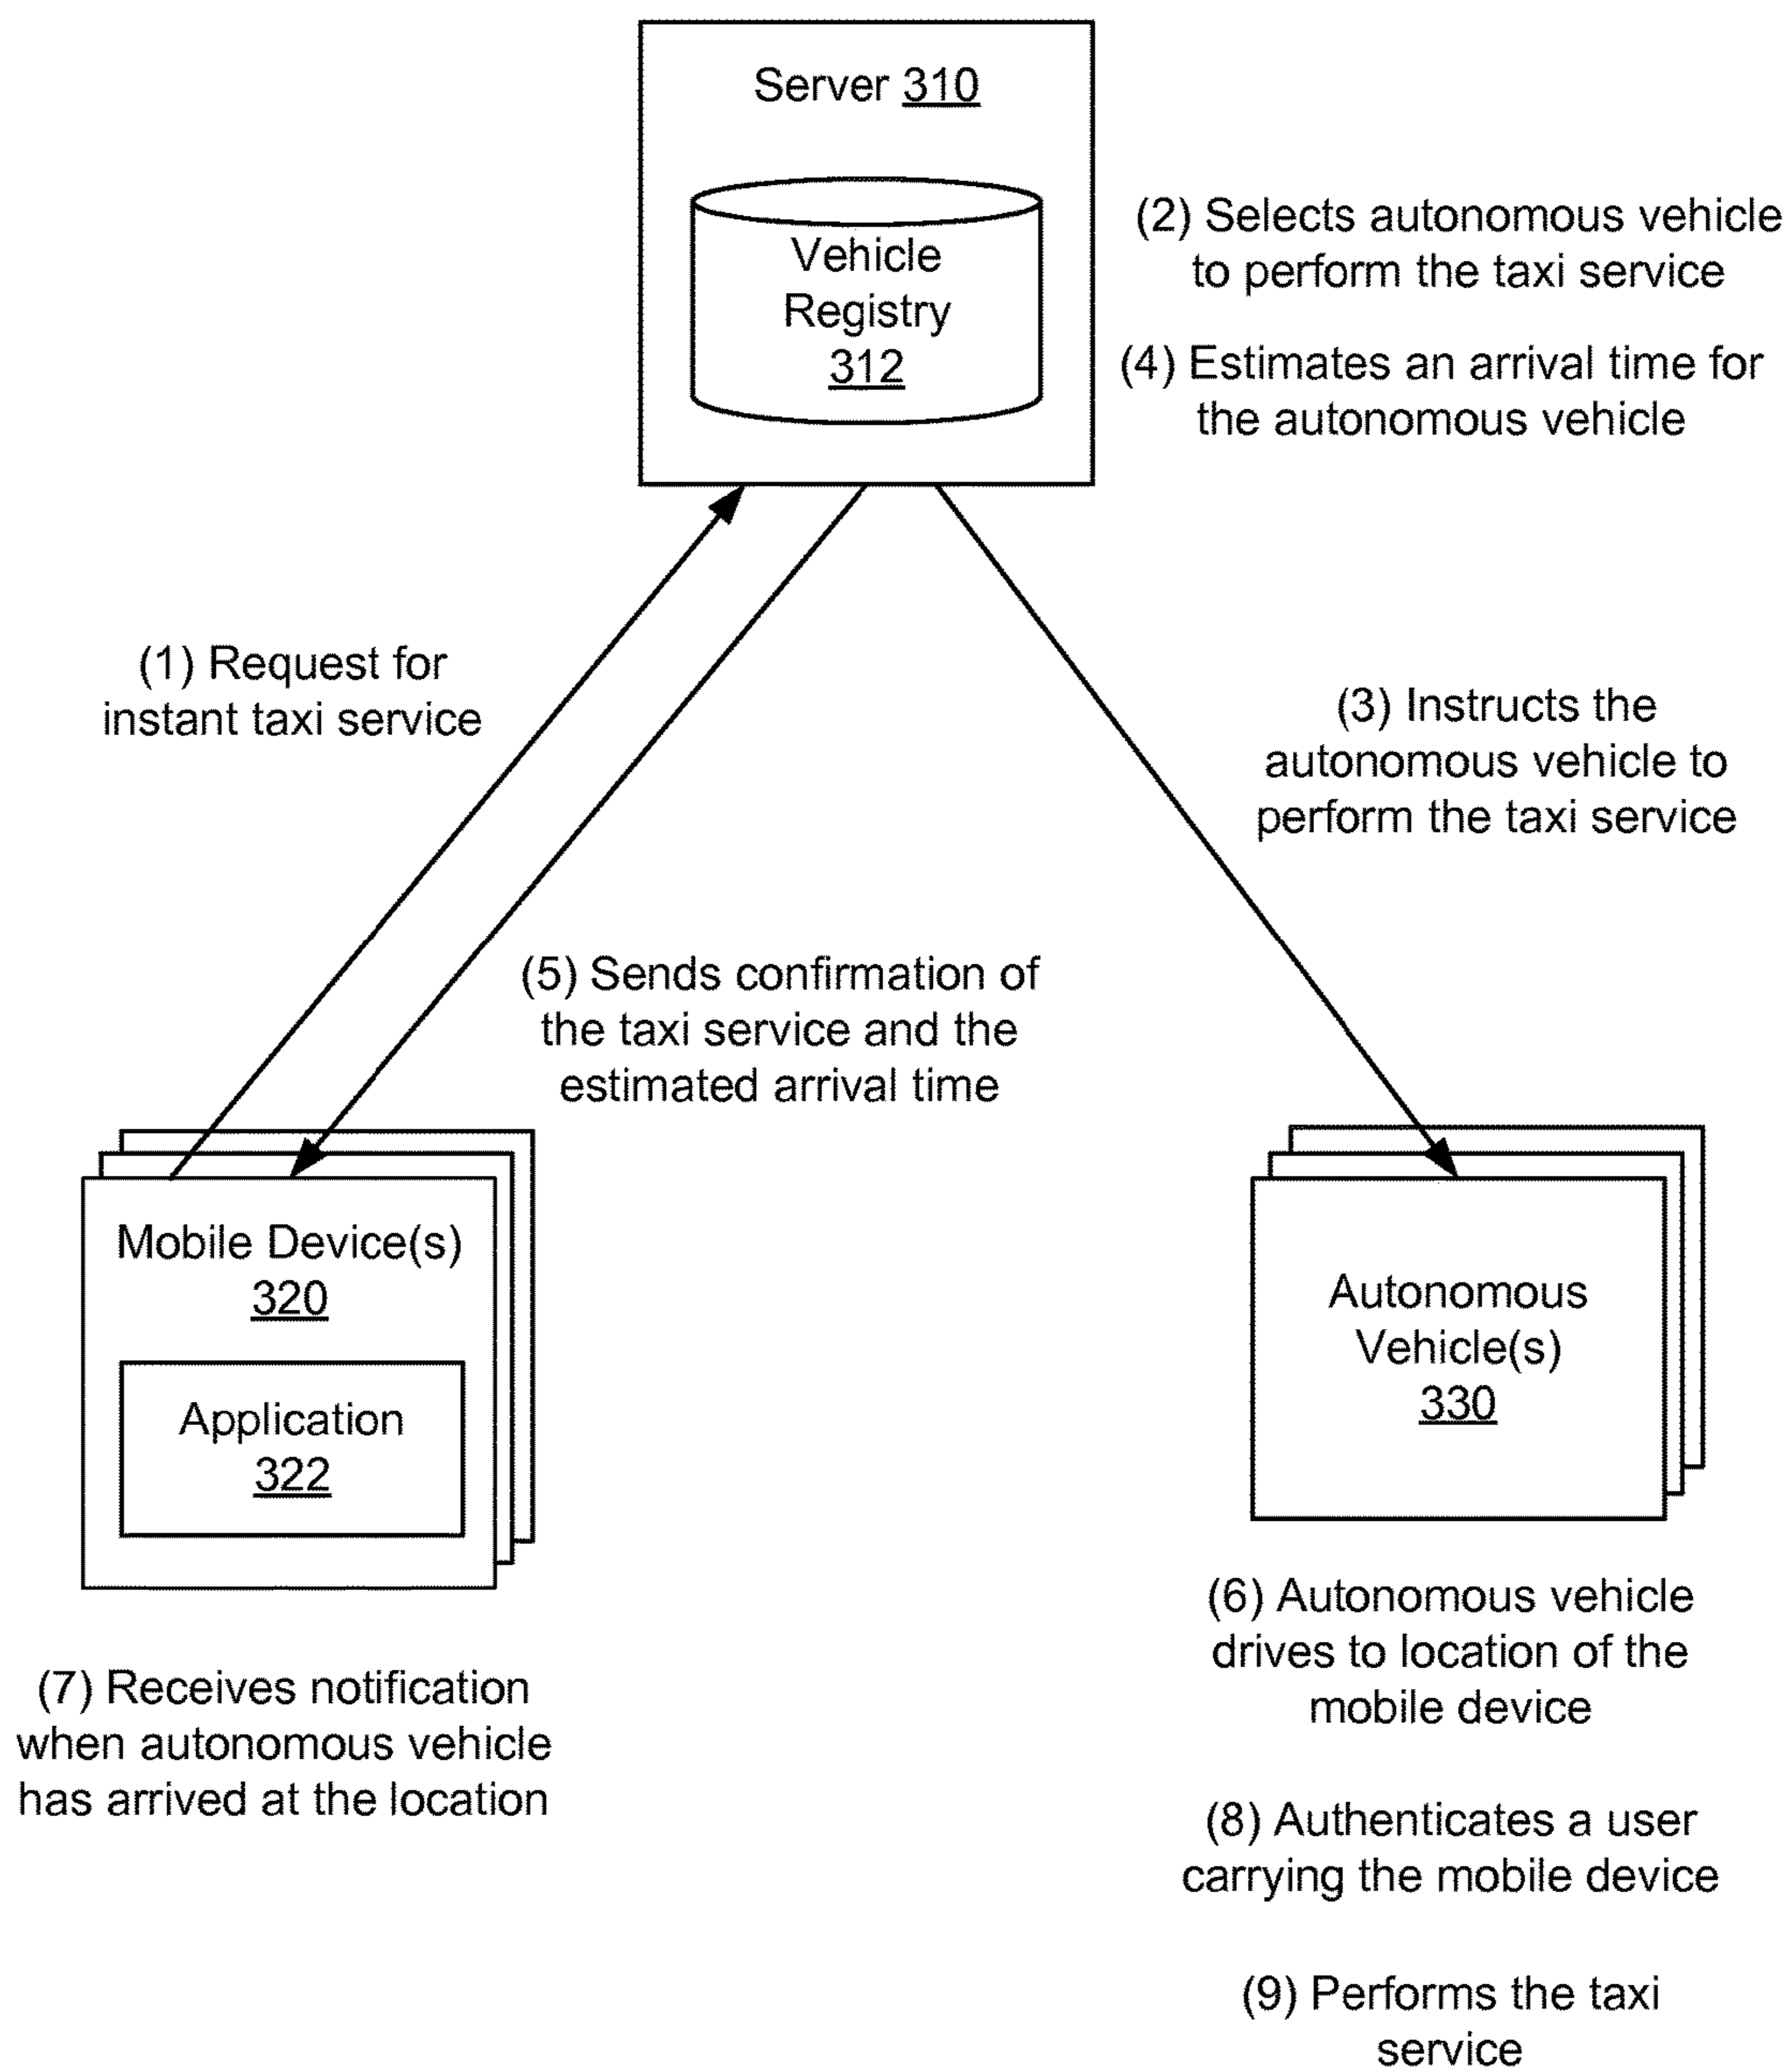 Server 310
Vehicle
Registry
312
(2) Selects autonomous vehicle
to perform the taxi service
(4) Estimates an arrival time for
the autonomous vehicle
(1) Request for
instant taxi service
(3) Instructs the
autonomous vehicle to
perform the taxi service
(5) Sends confirmation of
the taxi service and the
estimated arrival time
Mobile Device(s)
320
Application
322
Autonomous
Vehicle(s)
330
(6) Autonomous vehicle
drives to location of the
mobile device
(7) Receives notification
when autonomous vehicle
has arrived at the location
(8) Authenticates a user
carrying the mobile device
(9) Performs the taxi
service